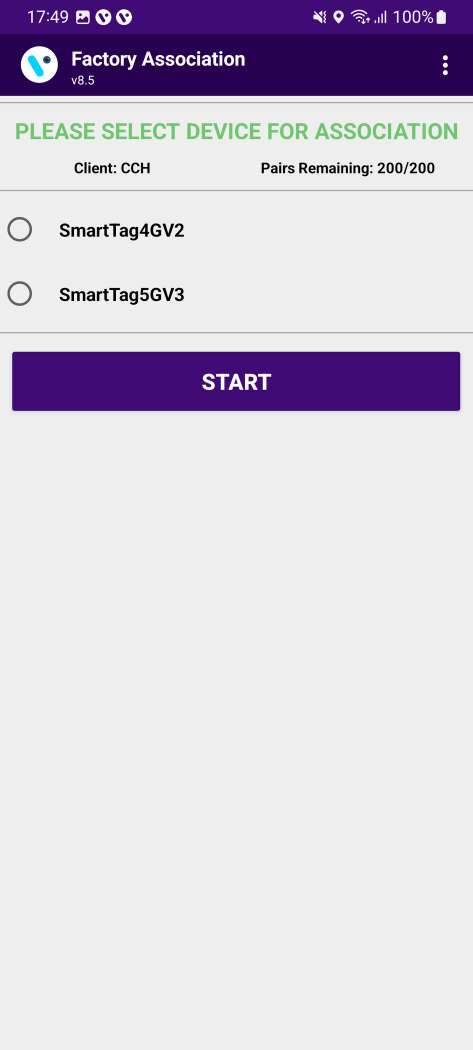 17:49 100%
Factory Association
v8.5
PLEASE SELECT DEVICE FOR ASSOCIATION
Client: CCH Pairs Remaining: 200/200
SmartTag4GV2
SmartTag5GV3
START